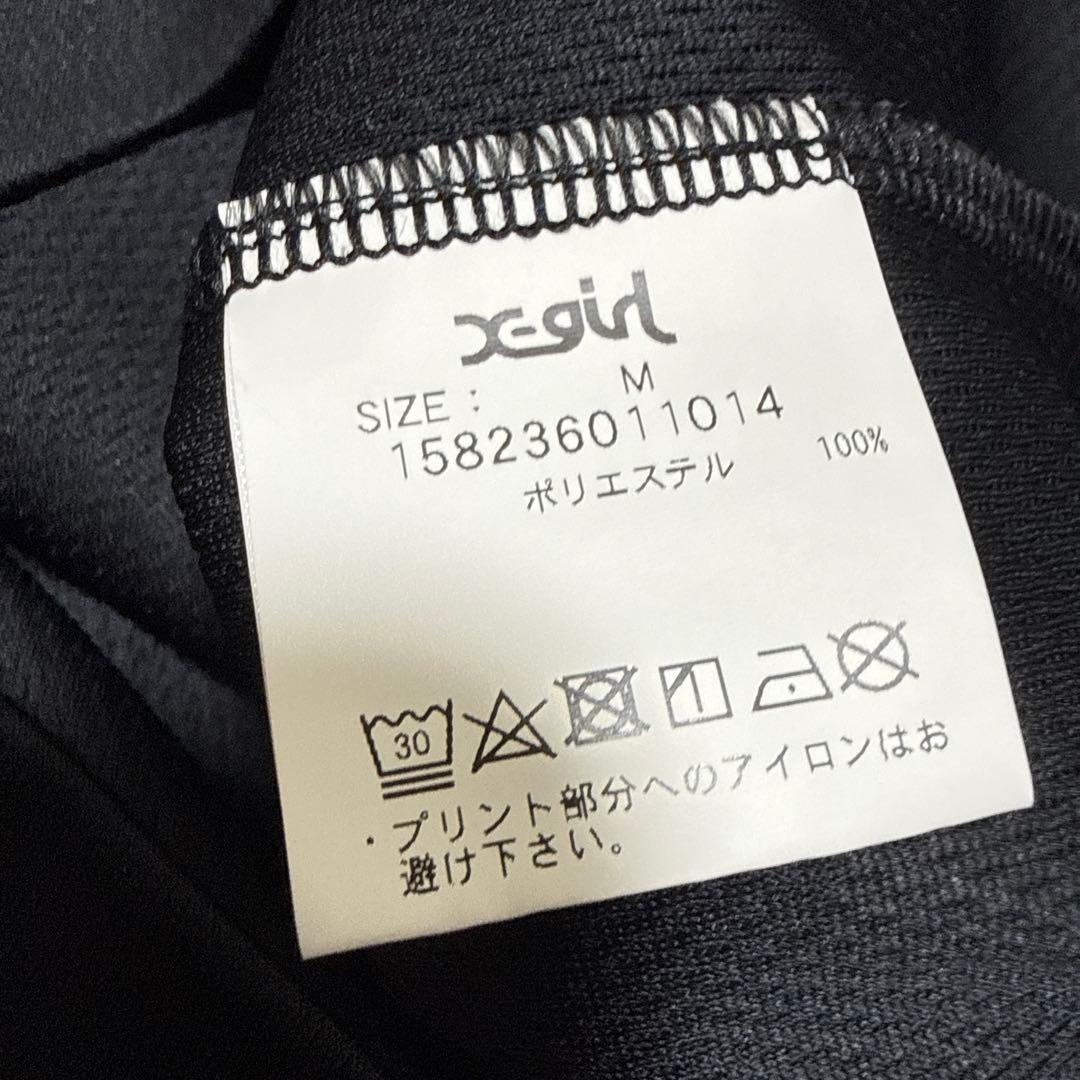 X-girl
SIZE : M
158236011014
ポリエステル 100%
30
・プリント部分へのアイロンはお
避け下さい。